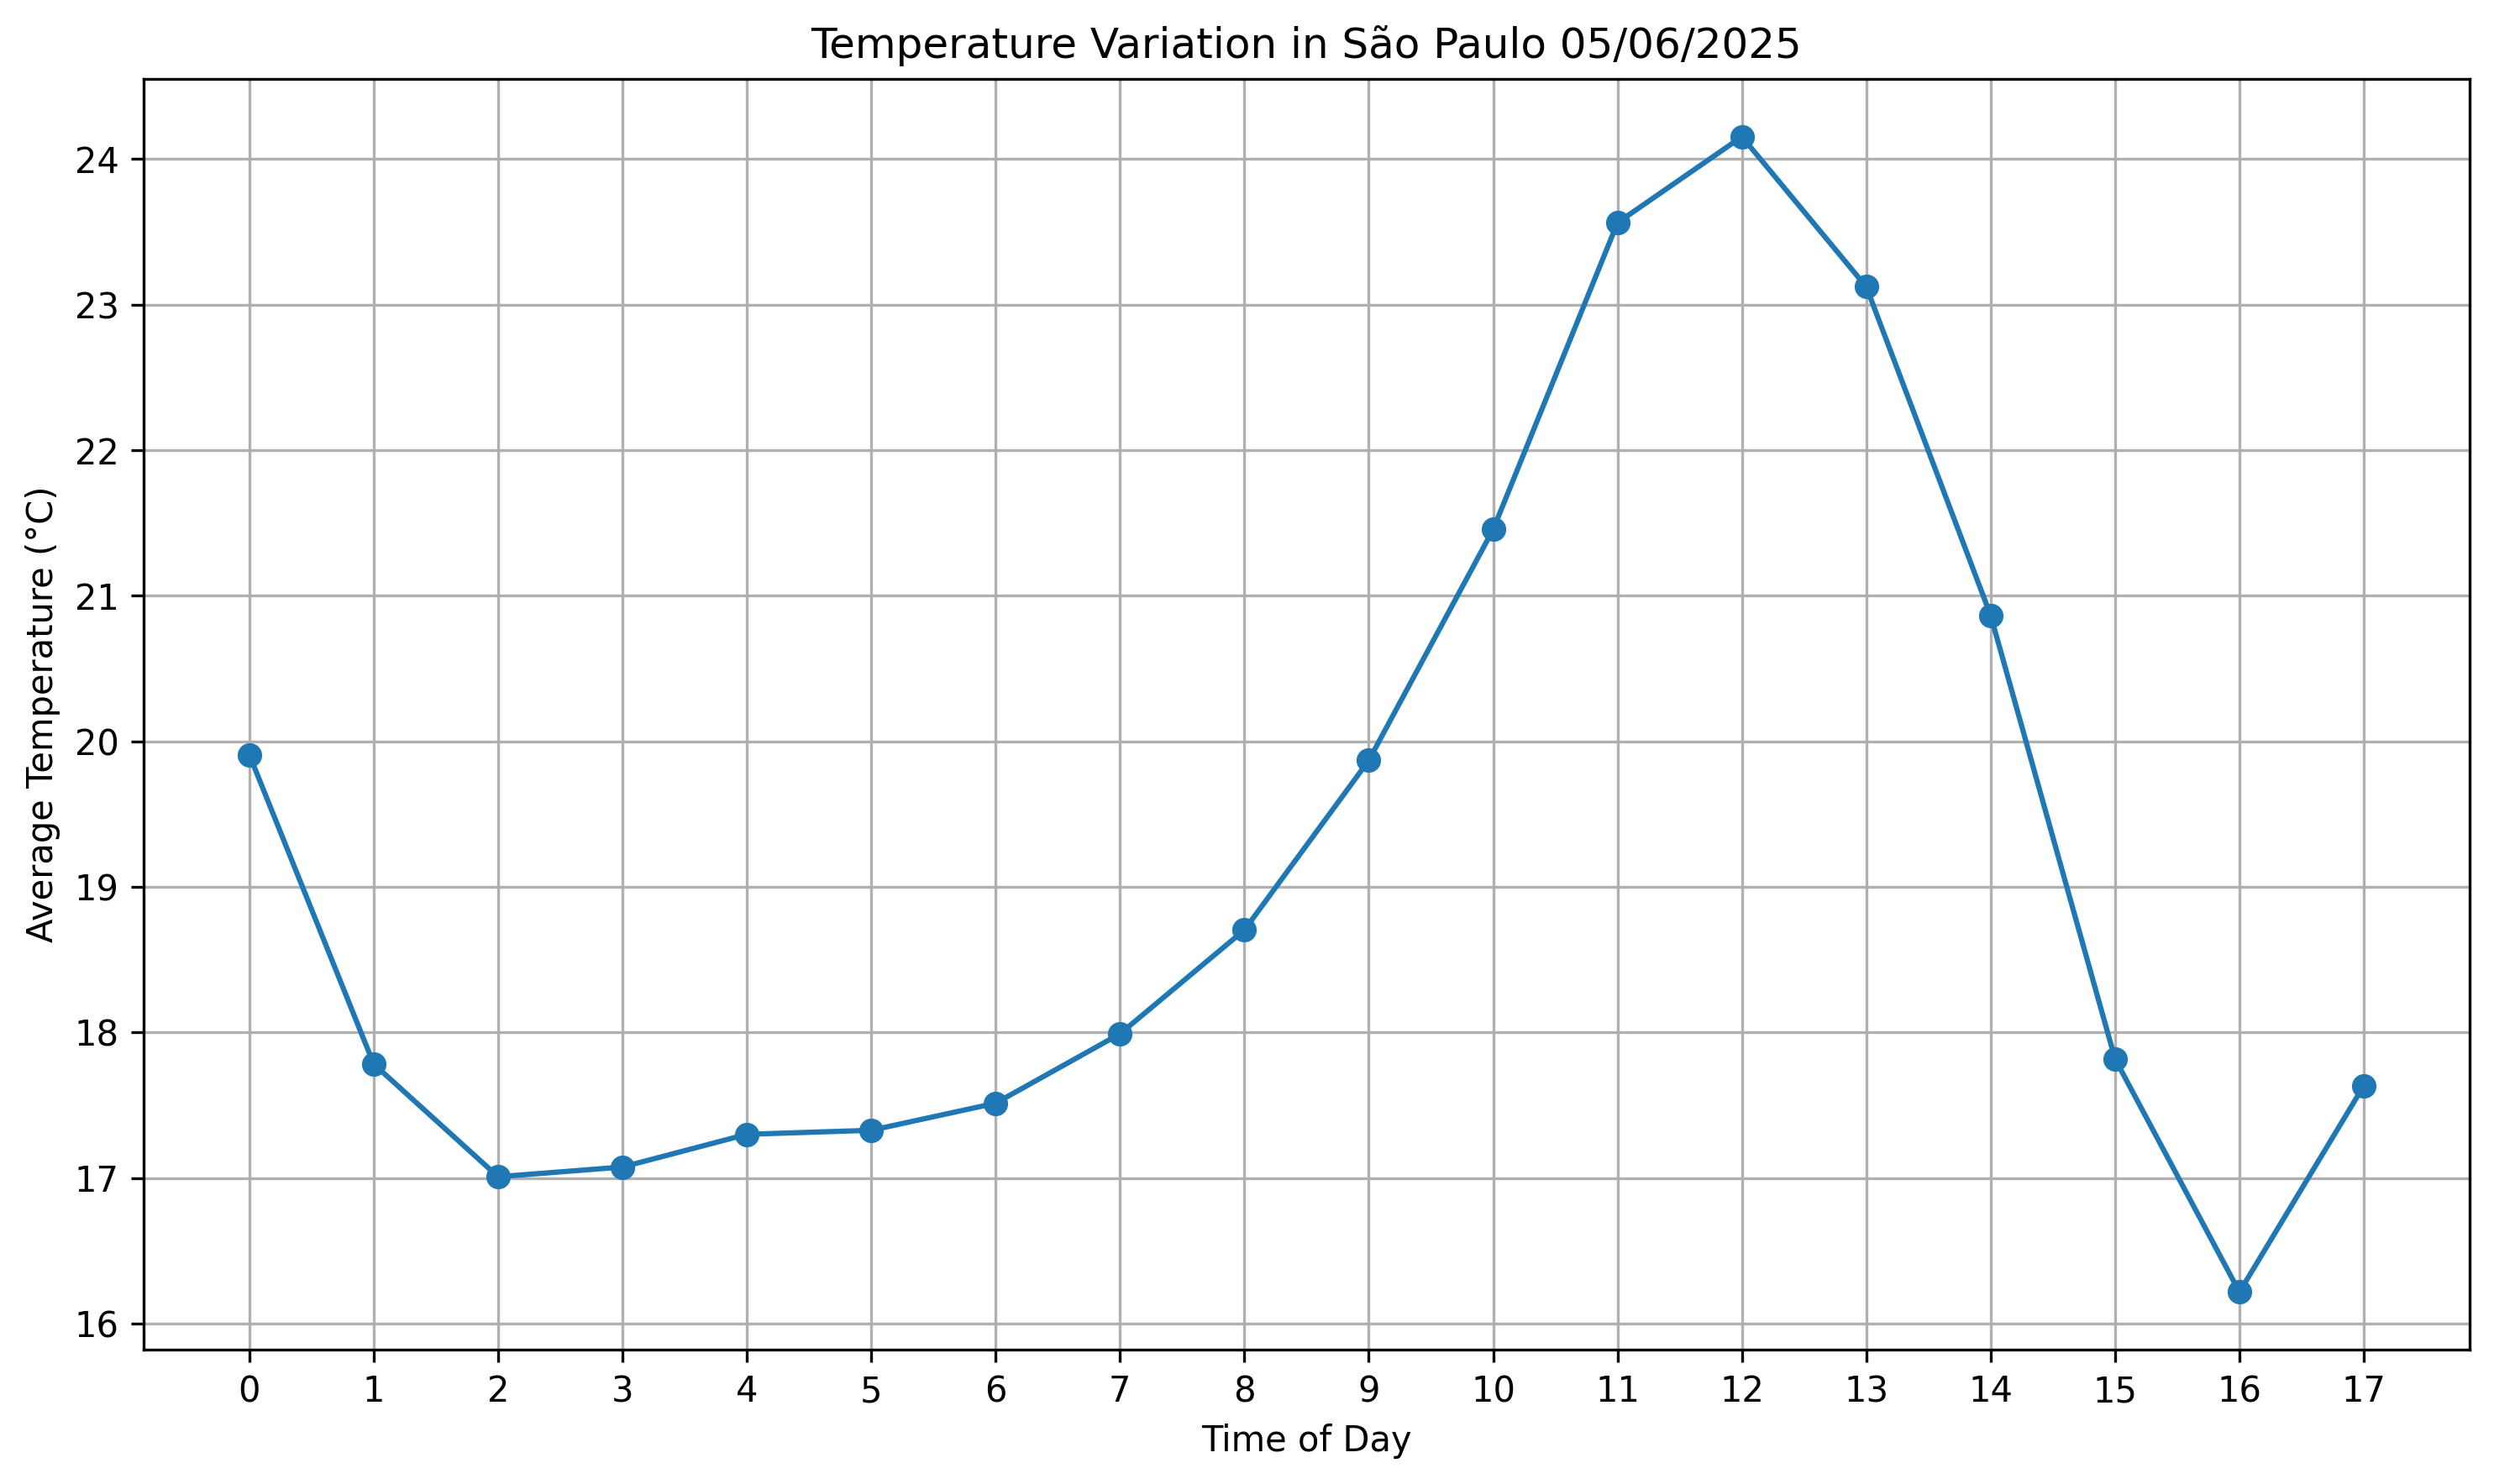 Temperature Variation in São Paulo 05/06/2025
24
23
22
21
20
19
18
17
16
Average Temperature (°C)
0 1 2 3 4 5 6 7 8 9 10 11 12 13 14 15 16 17
Time of Day